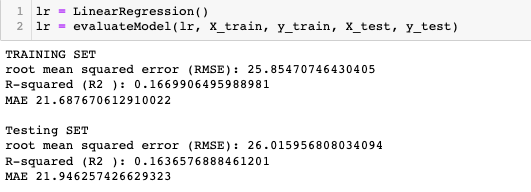 1 lr = LinearRegression()
2 lr = evaluateModel(lr, X_train, y_train, X_test, y_test)
TRAINING SET
root mean squared error (RMSE): 25.85470746430405
R-squared (R2 ): 0.1669906495988981
MAE 21.687670612910022
Testing SET
root mean squared error (RMSE): 26.015956808034094
R-squared (R2 ): 0.1636576888461201
MAE 21.946257426629323